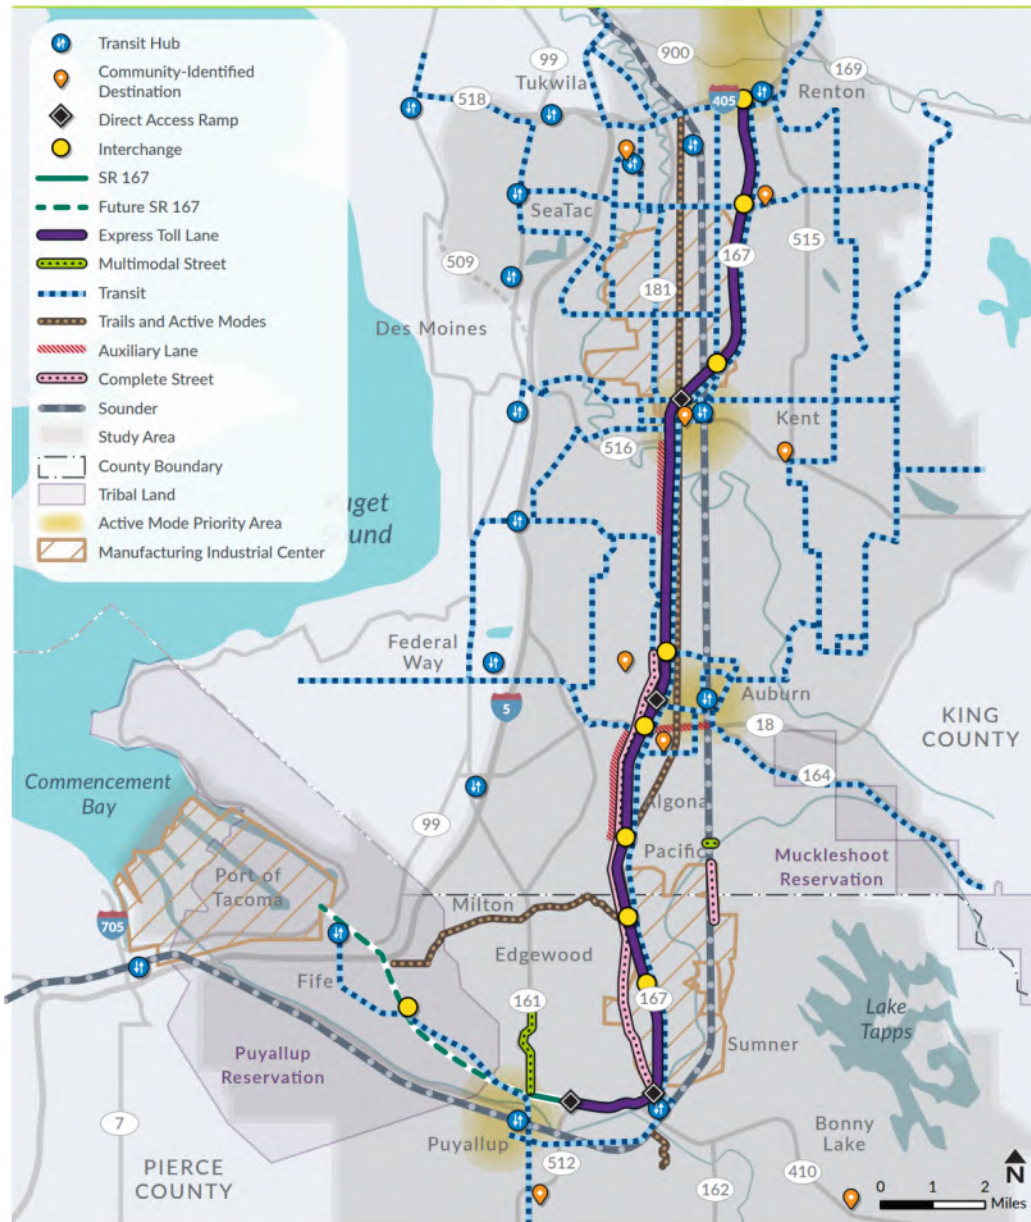 Transit Hub
Community-Identified
Destination
Direct Access Ramp
Interchange
SR 167
Future SR 167
Express Toll Lane
Multimodal Street
Transit
Trails and Active Modes
Auxiliary Lane
Complete Street
Sounder
Study Area
County Boundary
Tribal Land
Active Mode Priority Area
Manufacturing Industrial Center
99
Tukwila
900
169
518
405
Renton
SeaTac
509
515
167
181
Des Moines
516
Kent
Puget
Sound
Federal
Way
5
Auburn
18
KING
COUNTY
164
Commencement
Bay
99
Algona
Pacific
Muckleshoot
Reservation
Port of
Tacoma
705
Milton
Edgewood
Fife
161
167
Lake
Tapps
Sumner
Puyallup
Reservation
7
Puyallup
512
Bonny
Lake
PIERCE
COUNTY
162
410
N
0 1 2
Miles